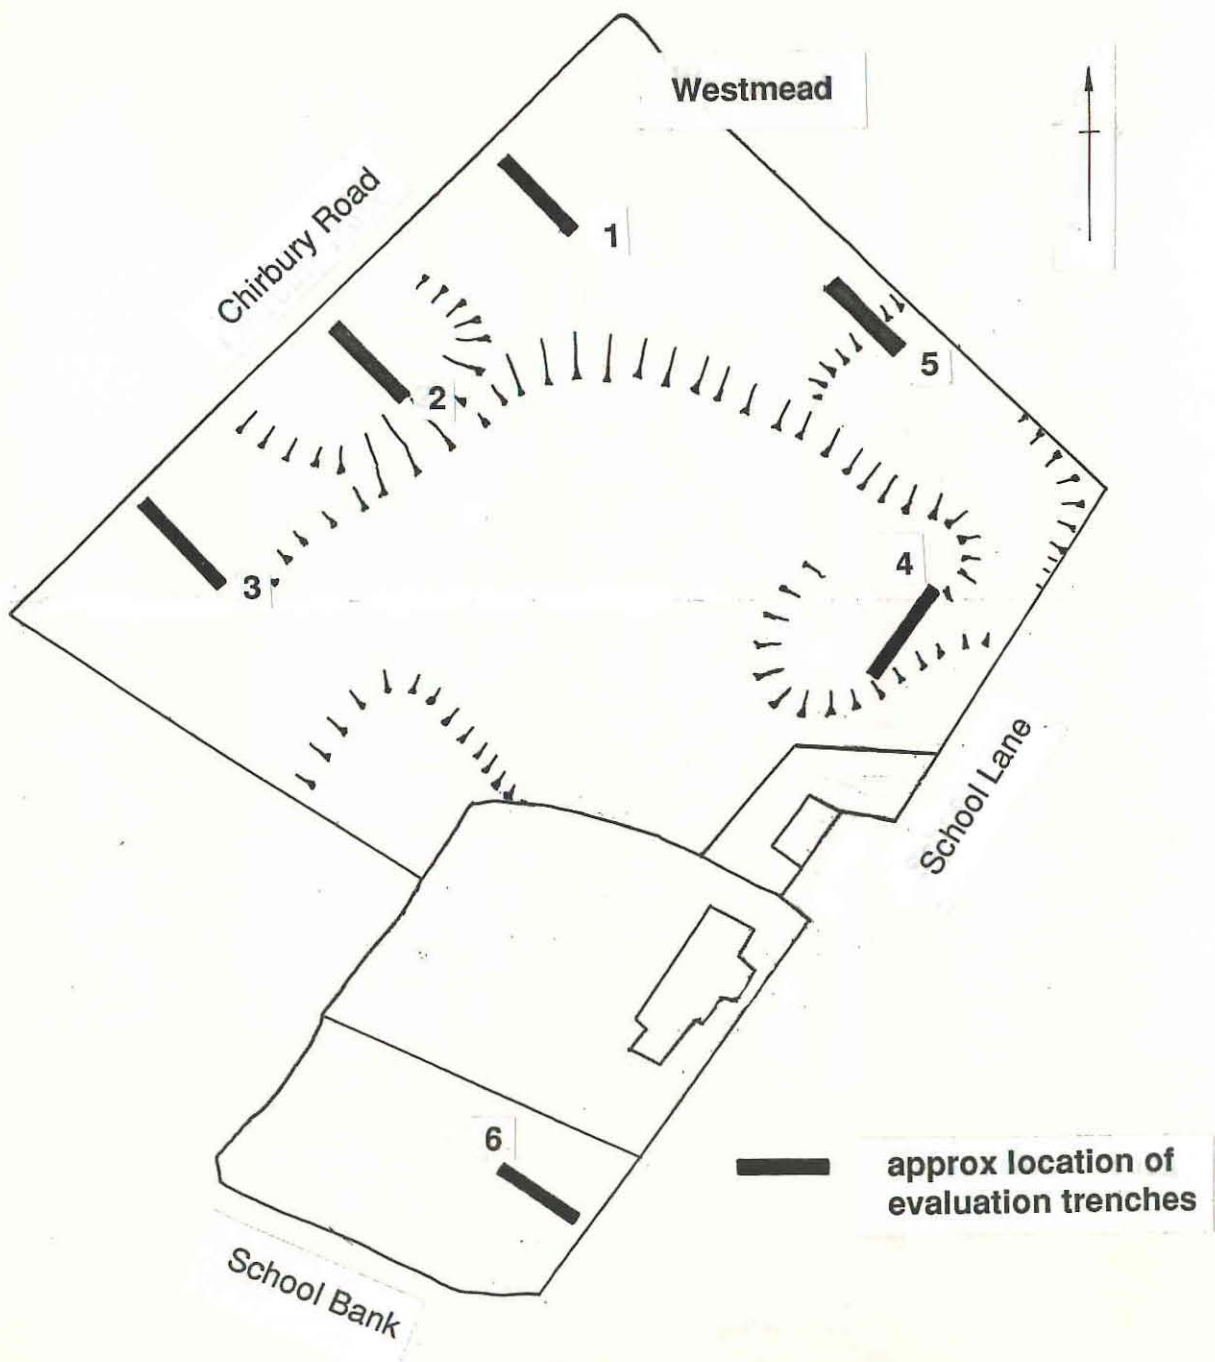 Westmead
Chirbury Road
1
2
5
3
4
School Lane
6
approx location of
evaluation trenches
School Bank